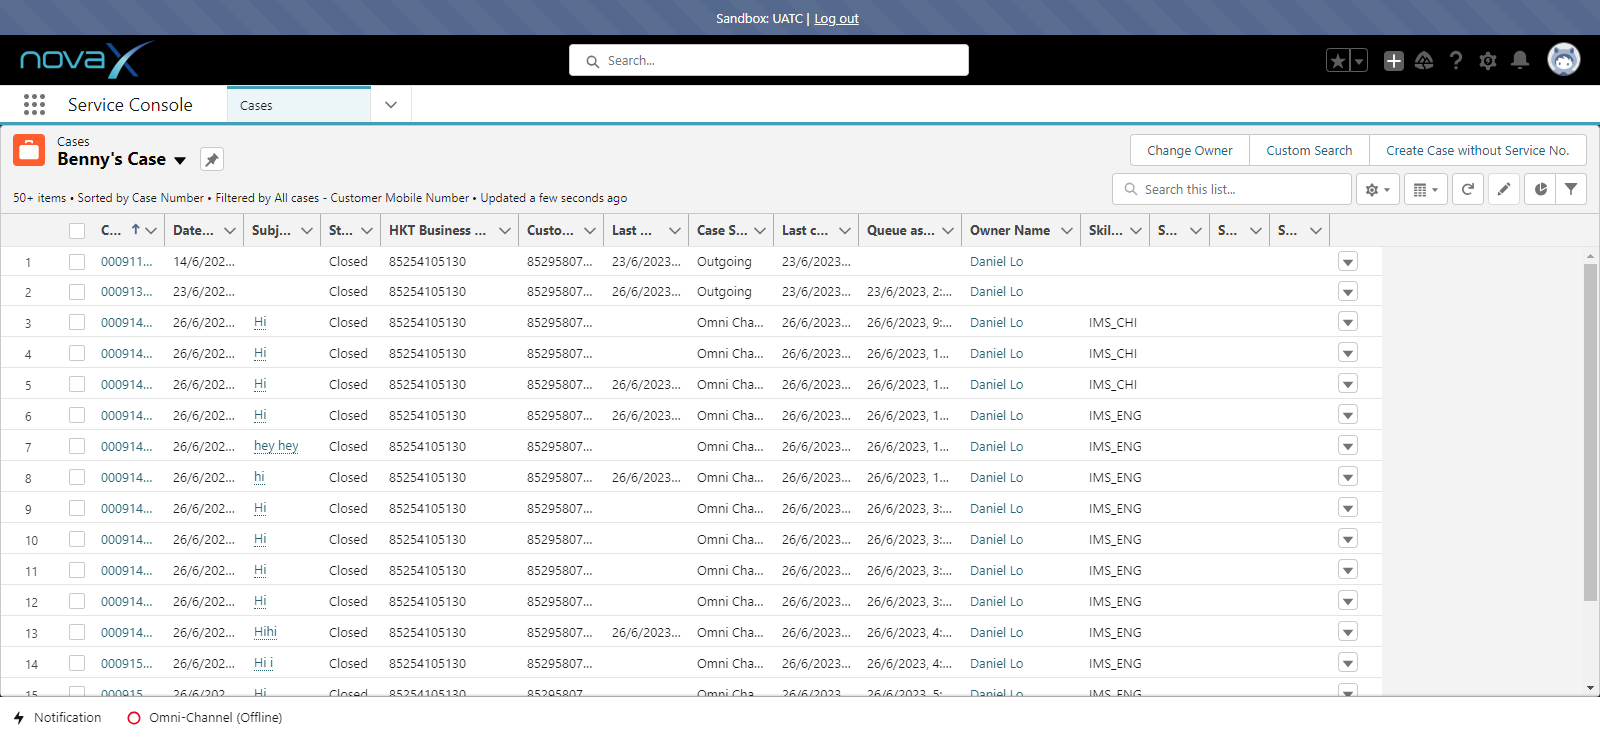 Sandbox: UATC | Log out
novax
Search...
Service Console
Cases
Cases
Benny's Case
Change Owner
Custom Search
Create Case without Service No.
50+ items • Sorted by Case Number • Filtered by All cases - Customer Mobile Number • Updated a few seconds ago
Search this list...
C... Date... Subj... St... HKT Business ... Custo... Last ... Case S... Last c... Queue as... Owner Name Skil... S... S... S...
1 000911... 14/6/202... Closed 85254105130 85295807... 23/6/2023... Outgoing 23/6/2023... Daniel Lo
2 000913... 23/6/202... Closed 85254105130 85295807... 26/6/2023... Outgoing 23/6/2023... 23/6/2023, 2:... Daniel Lo
3 000914... 26/6/202... Hi Closed 85254105130 85295807... Omni Cha... 26/6/2023... 26/6/2023, 9:... Daniel Lo IMS_CHI
4 000914... 26/6/202... Hi Closed 85254105130 85295807... Omni Cha... 26/6/2023... 26/6/2023, 1... Daniel Lo IMS_CHI
5 000914... 26/6/202... Hi Closed 85254105130 85295807... 26/6/2023... Omni Cha... 26/6/2023... 26/6/2023, 1... Daniel Lo IMS_CHI
6 000914... 26/6/202... Hi Closed 85254105130 85295807... 26/6/2023... Omni Cha... 26/6/2023... 26/6/2023, 1... Daniel Lo IMS_ENG
7 000914... 26/6/202... hey hey Closed 85254105130 85295807... Omni Cha... 26/6/2023... 26/6/2023, 1... Daniel Lo IMS_ENG
8 000914... 26/6/202... hi Closed 85254105130 85295807... 26/6/2023... Omni Cha... 26/6/2023... 26/6/2023, 1... Daniel Lo IMS_ENG
9 000914... 26/6/202... Hi Closed 85254105130 85295807... Omni Cha... 26/6/2023... 26/6/2023, 3:... Daniel Lo IMS_ENG
10 000914... 26/6/202... Hi Closed 85254105130 85295807... Omni Cha... 26/6/2023... 26/6/2023, 3:... Daniel Lo IMS_ENG
11 000914... 26/6/202... Hi Closed 85254105130 85295807... Omni Cha... 26/6/2023... 26/6/2023, 3:... Daniel Lo IMS_ENG
12 000914... 26/6/202... Hi Closed 85254105130 85295807... Omni Cha... 26/6/2023... 26/6/2023, 3:... Daniel Lo IMS_ENG
13 000914... 26/6/202... Hihi Closed 85254105130 85295807... 26/6/2023... Omni Cha... 26/6/2023... 26/6/2023, 4:... Daniel Lo IMS_ENG
14 000915... 26/6/202... Hi i Closed 85254105130 85295807... Omni Cha... 26/6/2023... 26/6/2023, 4:... Daniel Lo IMS_ENG
15 000915... 26/6/202... Hi Closed 85254105130 85295807... Omni Cha... 26/6/2023... 26/6/2023, 5:... Daniel Lo IMS_ENG
Notification
Omni-Channel (Offline)